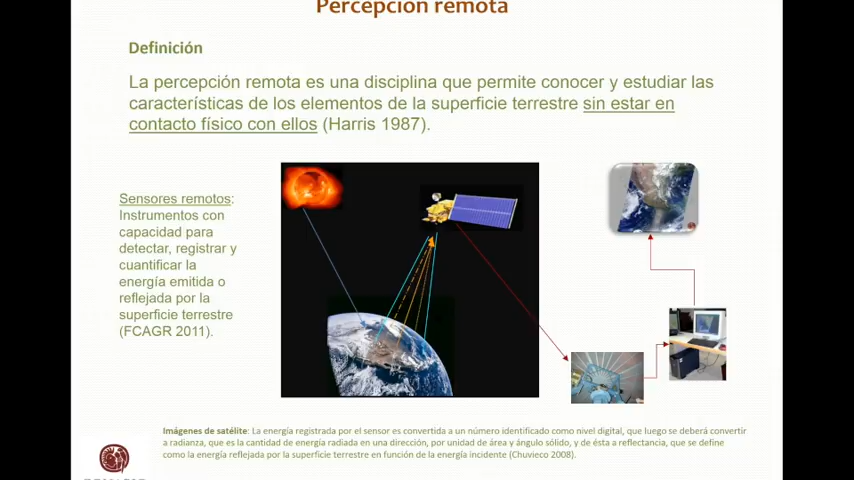 Percepción remota
Definición
La percepción remota es una disciplina que permite conocer y estudiar las
características de los elementos de la superficie terrestre sin estar en
contacto físico con ellos (Harris 1987).
Sensores remotos:
Instrumentos con
capacidad para
detectar, registrar y
cuantificar la
energía emitida o
reflejada por la
superficie terrestre
(FCAGR 2011).
Imágenes de satélite: La energía registrada por el sensor es convertida a un número identificado como nivel digital, que luego se deberá convertir
a radianza, que es la cantidad de energía radiada en una dirección, por unidad de área y ángulo sólido, y de ésta a reflectancia, que se define
como la energía reflejada por la superficie terrestre en función de la energía incidente (Chuvieco 2008).